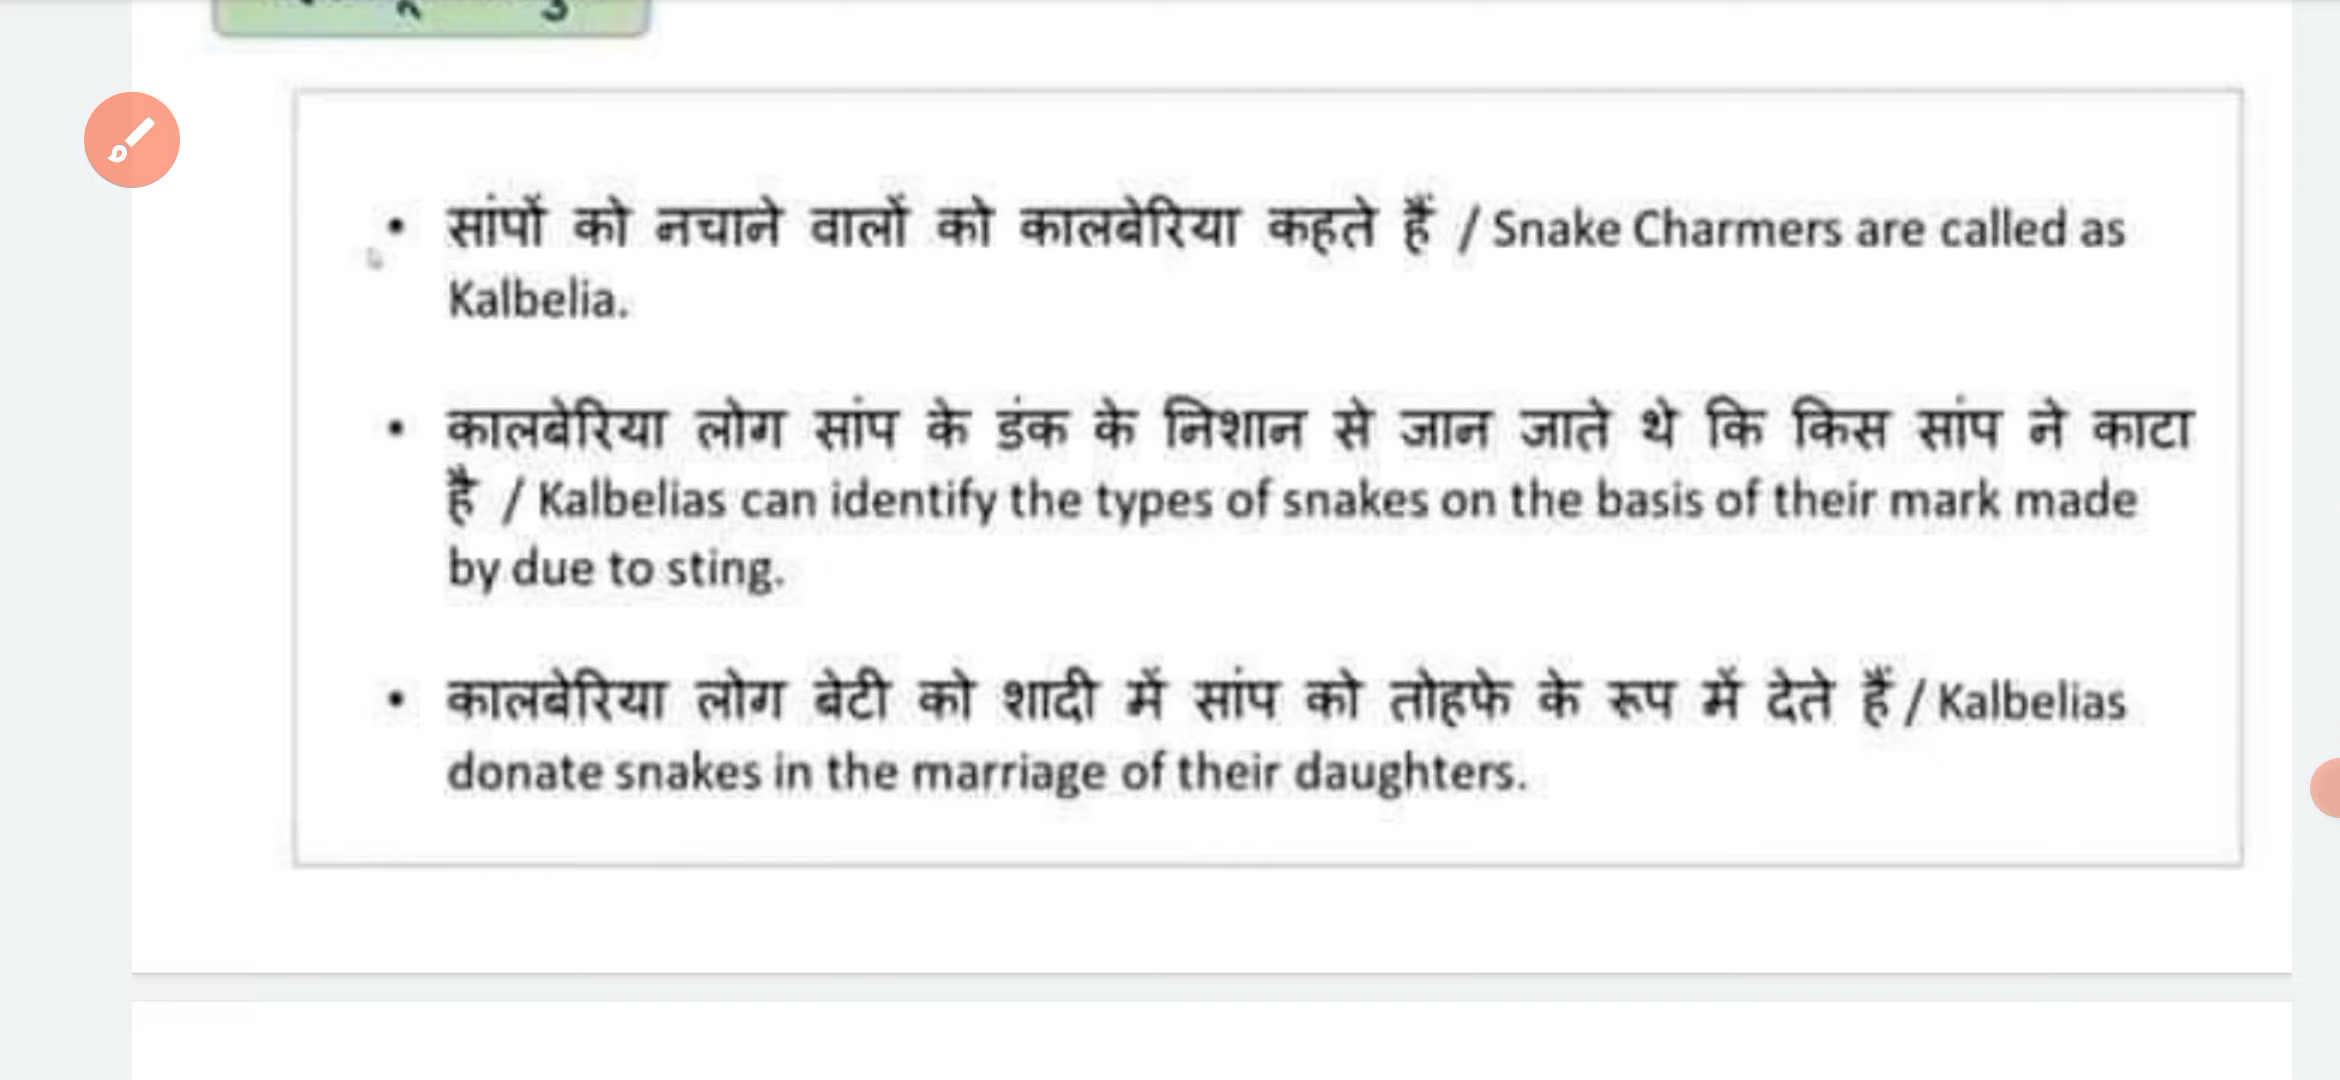 • सांपों को नचाने वालों को कालबेरिया कहते हैं / Snake Charmers are called as
Kalbelia.
• कालबेरिया लोग सांप के डंक के निशान से जान जाते थे कि किस सांप ने काटा
है / Kalbelias can identify the types of snakes on the basis of their mark made
by due to sting.
• कालबेरिया लोग बेटी को शादी में सांप को तोहफे के रूप में देते हैं / Kalbelias
donate snakes in the marriage of their daughters.